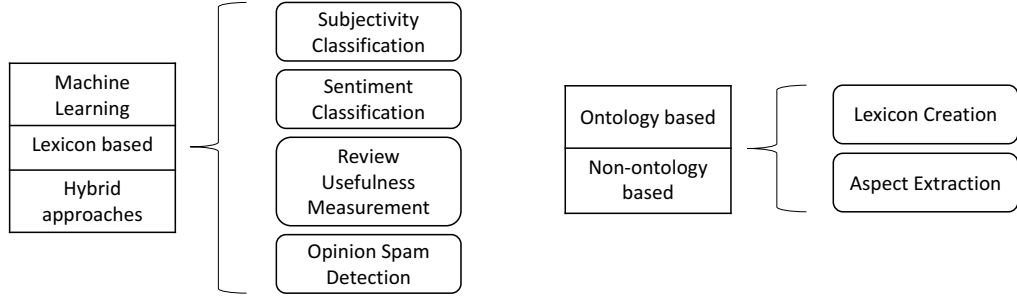 Machine
Learning
Lexicon based
Hybrid
approaches
Subjectivity
Classification
Sentiment
Classification
Review
Usefulness
Measurement
Opinion Spam
Detection
Ontology based
Non-ontology
based
Lexicon Creation
Aspect Extraction